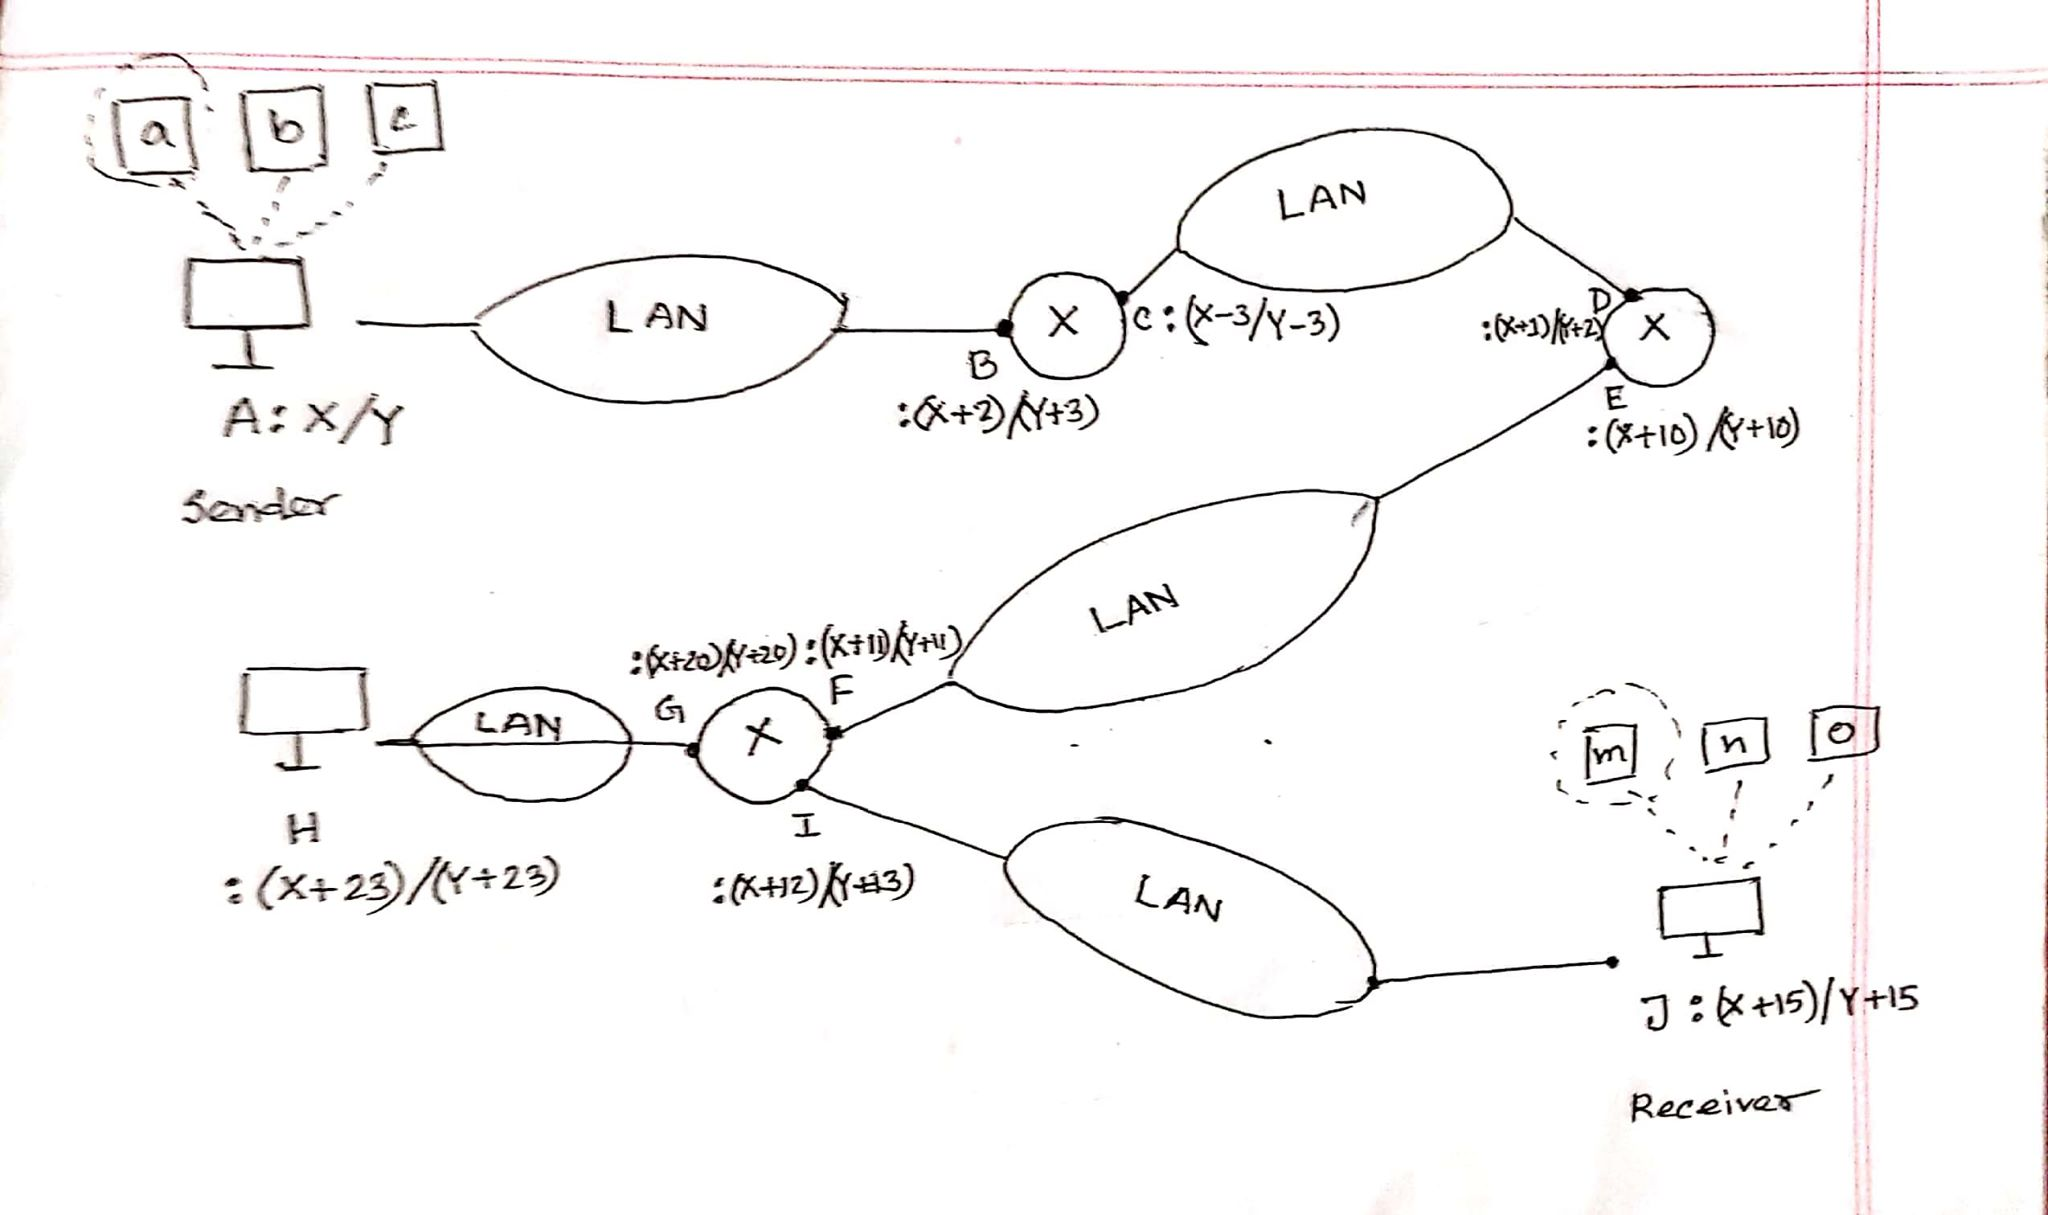 a b c
LAN
LAN
X
C : (X-3/Y-3)
D
:(X+1)/(Y+2)
X
B
:(X+2)/(Y+3)
E
:(X+10)/(Y+10)
A: X/Y
Sender
LAN
:(X+20)/(Y+20) :(X+11)/(Y+11)
G
F
LAN
X
m n o
H
I
:(X+23)/(Y+23)
:(X+12)/(Y+13)
LAN
J :(X+15)/Y+15
Receiver